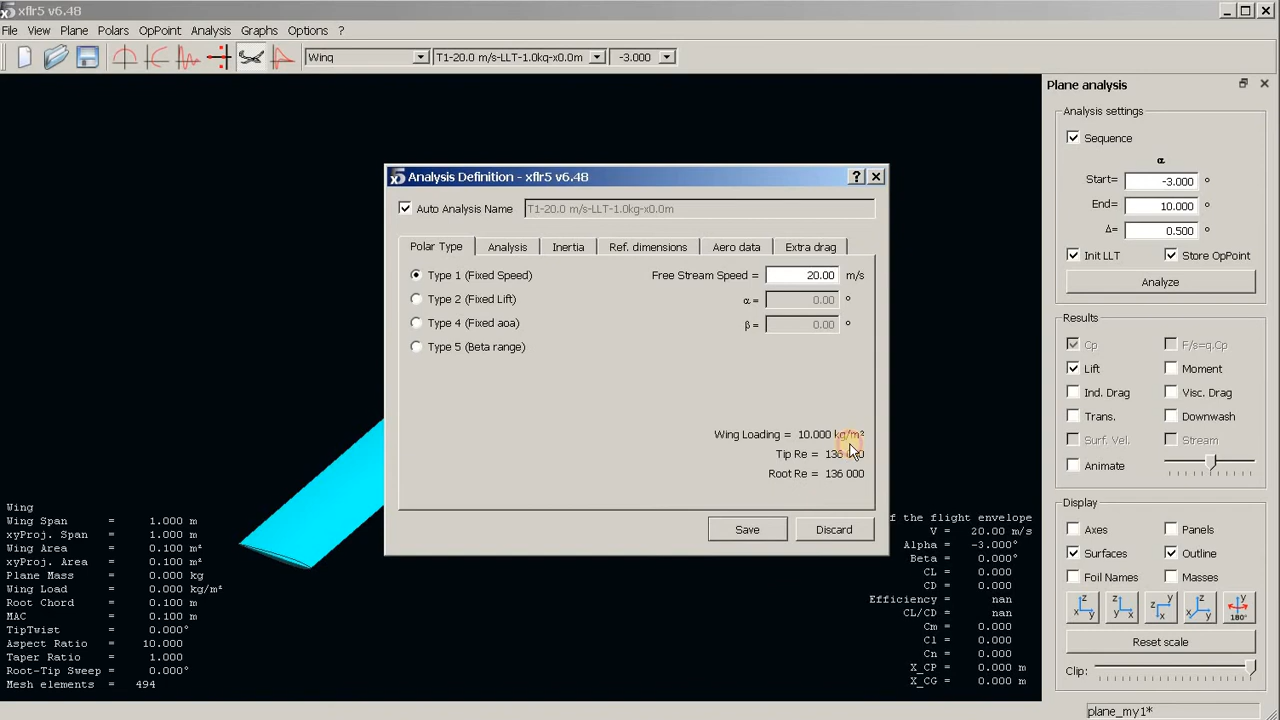 xflr5 v6.48
File View Plane Polars OpPoint Analysis Graphs Options ?
Wing T1-20.0 m/s-LLT-1.0kg-x0.0m -3.000
Analysis Definition - xflr5 v6.48
Auto Analysis Name T1-20.0 m/s-LLT-1.0kg-x0.0m
Polar Type Analysis Inertia Ref. dimensions Aero data Extra drag
Type 1 (Fixed Speed) Free Stream Speed = 20.00 m/s
Type 2 (Fixed Lift) α = 0.00 °
Type 4 (Fixed aoa) β = 0.00 °
Type 5 (Beta range)
Wing Loading = 10.000 kg/m²
Tip Re = 136 000
Root Re = 136 000
Save Discard
Wing
Wing Span = 1.000 m
xyProj. Span = 1.000 m
Wing Area = 0.100 m²
xyProj. Area = 0.100 m²
Plane Mass = 0.000 kg
Wing Load = 0.000 kg/m²
Root Chord = 0.100 m
MAC = 0.100 m
TipTwist = 0.000°
Aspect Ratio = 10.000
Taper Ratio = 1.000
Root-Tip Sweep = 0.000°
Mesh elements = 494
f the flight envelope
V = 20.00 m/s
Alpha = -3.000°
Beta = 0.000°
CL = 0.000
CD = 0.000
Efficiency = nan
CL/CD = nan
Cm = 0.000
Cl = 0.000
Cn = 0.000
X_CP = 0.000 m
X_CG = 0.000 m
Plane analysis
Analysis settings
Sequence
α
Start= -3.000 °
End= 10.000 °
Δ= 0.500 °
Init LLT Store OpPoint
Analyze
Results
Cp F/s=q.Cp
Lift Moment
Ind. Drag Visc. Drag
Trans. Downwash
Surf. Vel. Stream
Animate
Display
Axes Panels
Surfaces Outline
Foil Names Masses
z x y z y x z x y z x y y 180°
Reset scale
Clip:
plane_my1*